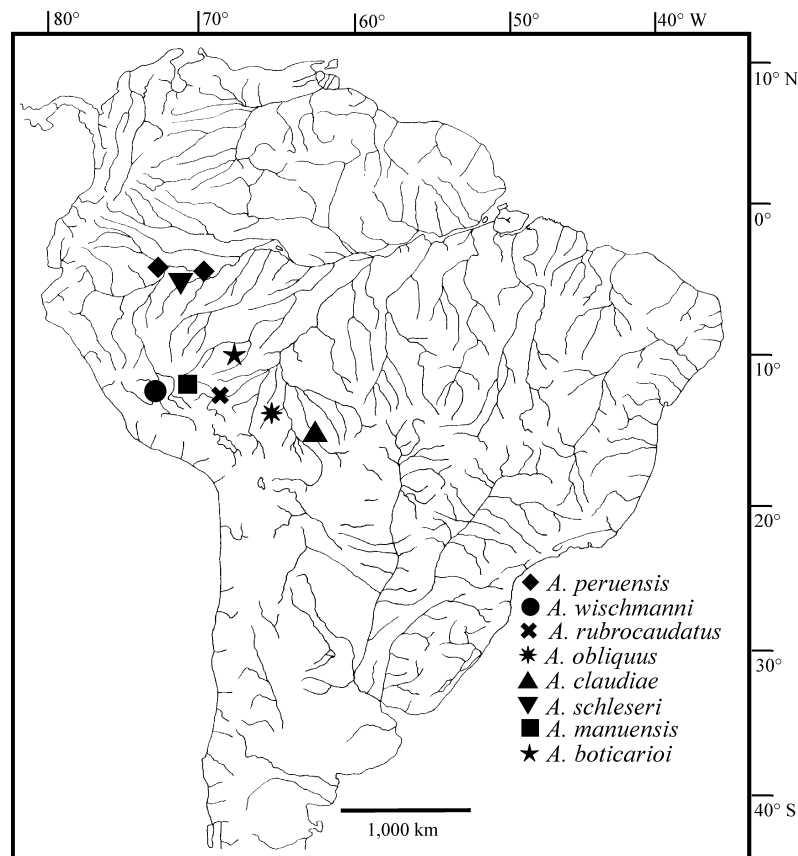 80° 70° 60° 50° 40° W
10° N
0°
10°
20°
A. peruensis
A. wischmanni
A. rubrocaudatus
A. obliquus
30°
A. claudiae
A. schleseri
A. manuensis
A. boticarioi
40° S
1,000 km